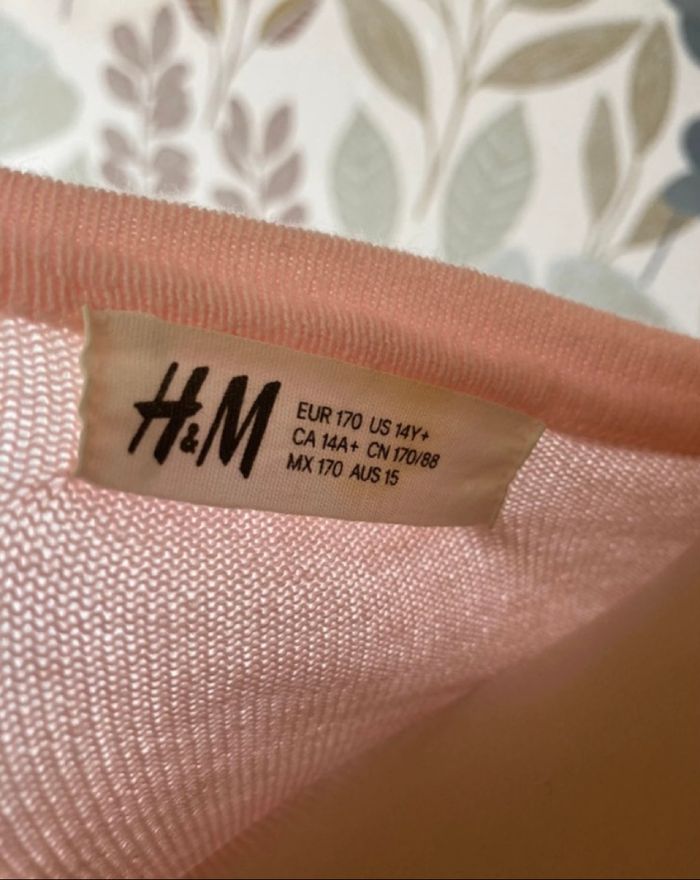 H&M
EUR 170 US 14Y+
CA 14A+ CN 170/88
MX 170 AUS 15